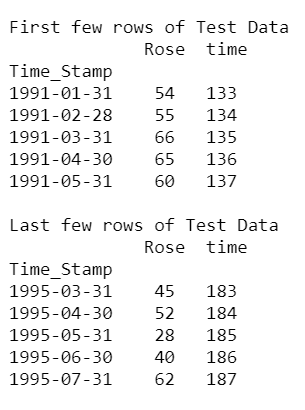 First few rows of Test Data
Rose time
Time_Stamp
1991-01-31 54 133
1991-02-28 55 134
1991-03-31 66 135
1991-04-30 65 136
1991-05-31 60 137
Last few rows of Test Data
Rose time
Time_Stamp
1995-03-31 45 183
1995-04-30 52 184
1995-05-31 28 185
1995-06-30 40 186
1995-07-31 62 187